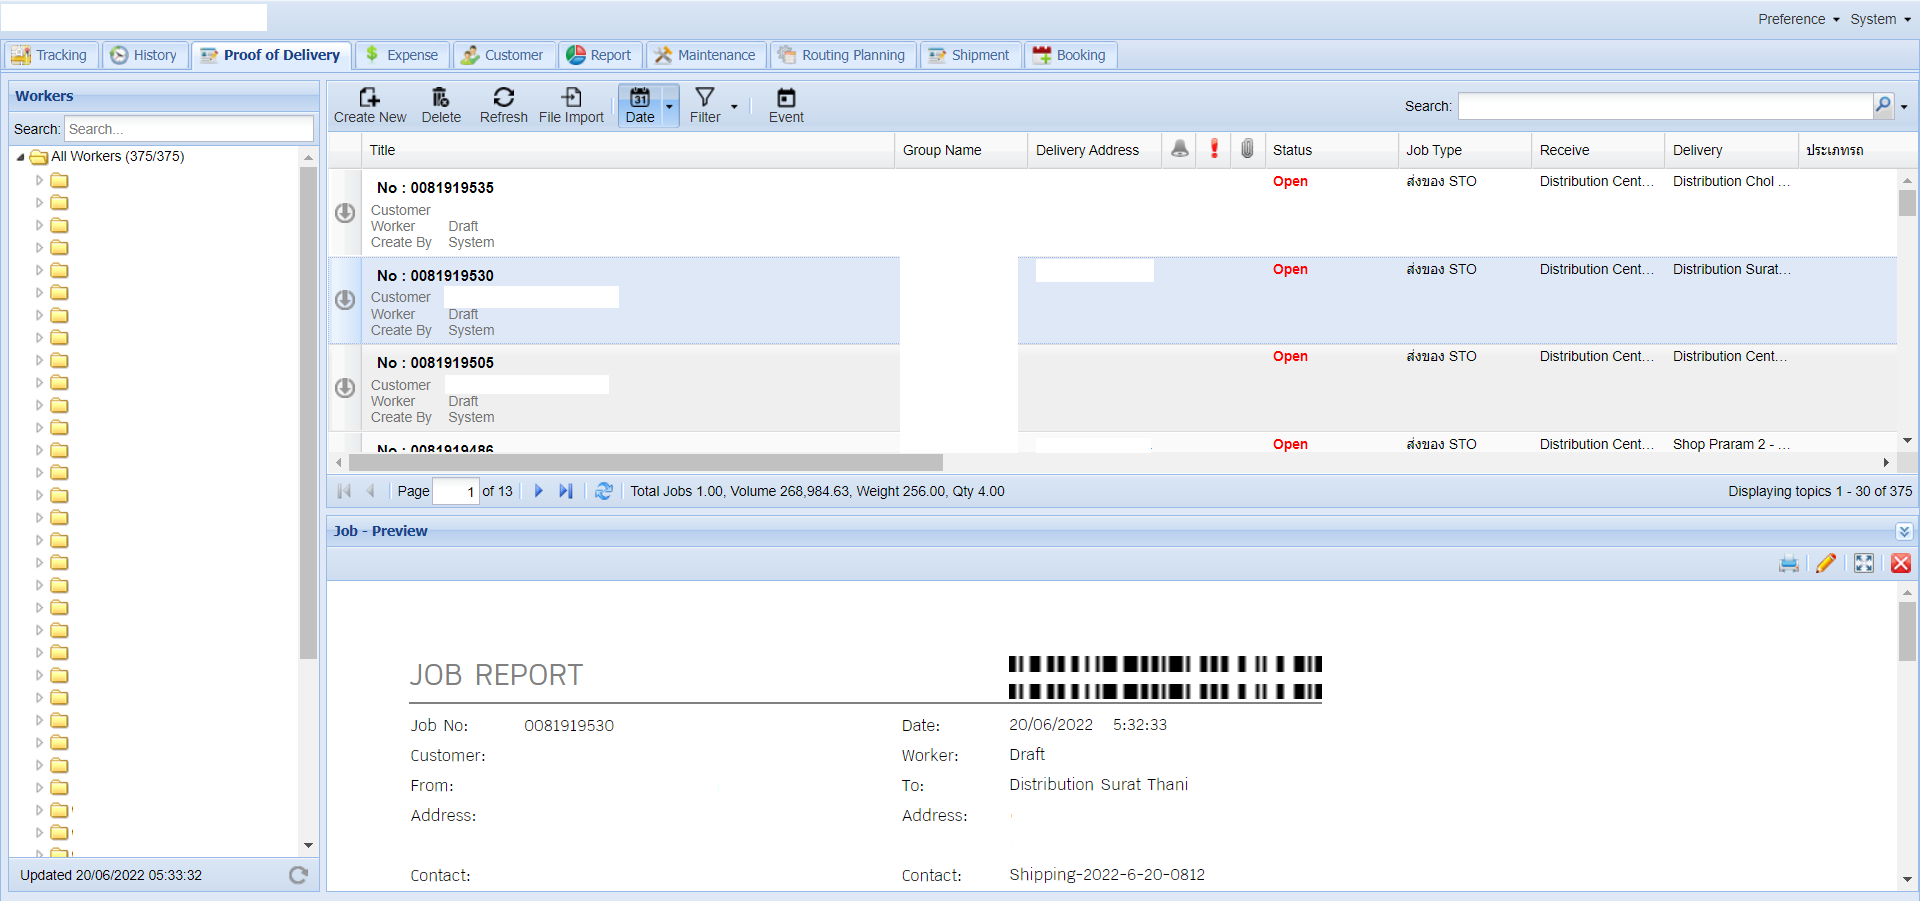 Preference System
Tracking History Proof of Delivery Expense Customer Report Maintenance Routing Planning Shipment Booking
Workers
Search: Search...
All Workers (375/375)
Updated 20/06/2022 05:33:32
Create New Delete Refresh File Import 31 Date Filter Event
Search:
Title Group Name Delivery Address Status Job Type Receive Delivery ประเภทรถ
No : 0081919535 Open ส่งของ STO Distribution Cent... Distribution Chol ...
Customer
Worker Draft
Create By System
No : 0081919530 Open ส่งของ STO Distribution Cent... Distribution Surat...
Customer
Worker Draft
Create By System
No : 0081919505 Open ส่งของ STO Distribution Cent... Distribution Cent...
Customer
Worker Draft
Create By System
No : 0081919486 Open ส่งของ STO Distribution Cent... Shop Praram 2 - ...
Page 1 of 13 Total Jobs 1.00, Volume 268,984.63, Weight 256.00, Qty 4.00 Displaying topics 1 - 30 of 375
Job - Preview
JOB REPORT
Job No: 0081919530 Date: 20/06/2022 5:32:33
Customer: Worker: Draft
From: To: Distribution Surat Thani
Address: Address:
Contact: Contact: Shipping-2022-6-20-0812